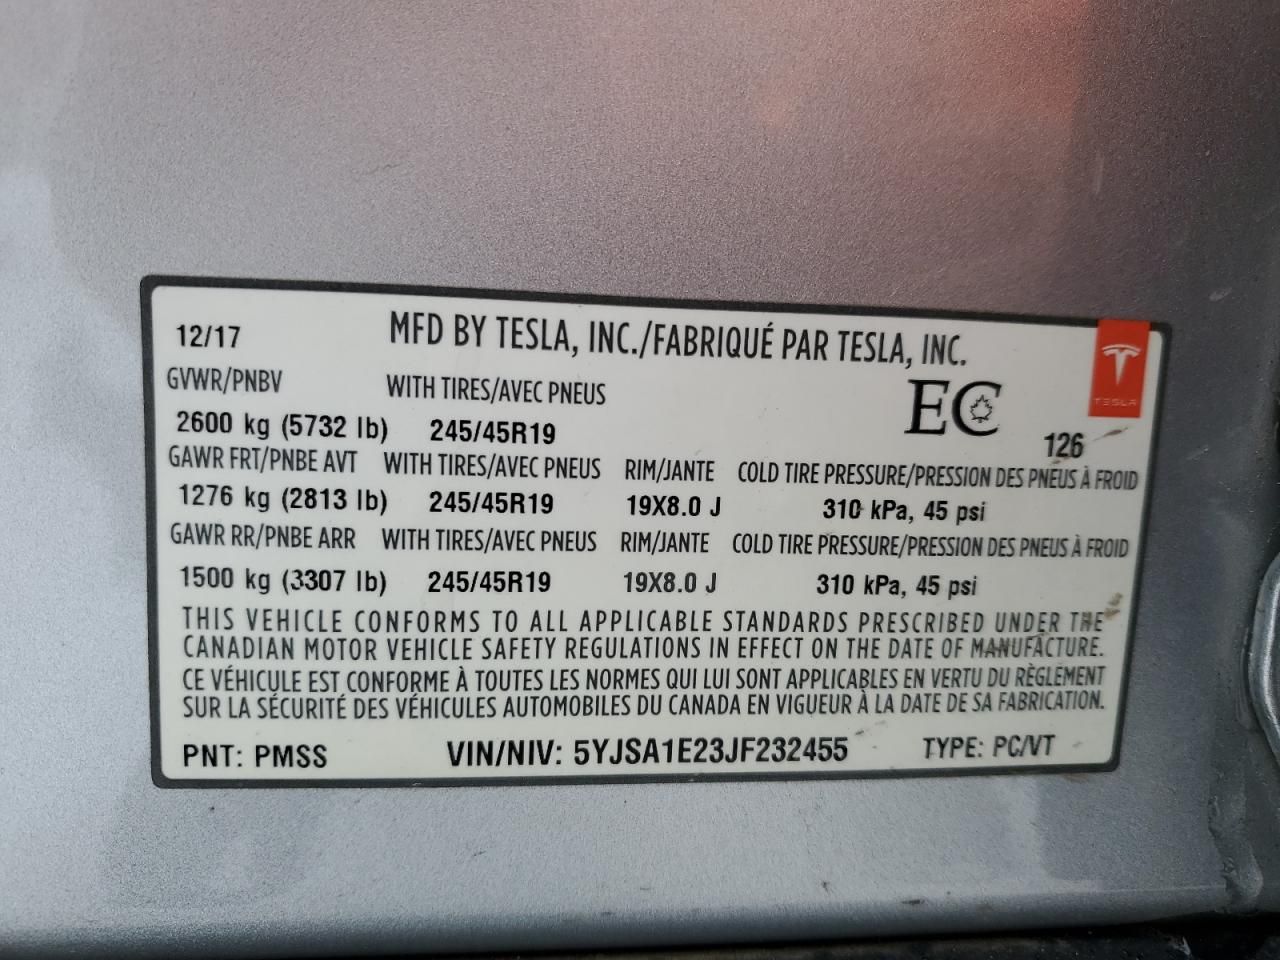 12/17 MFD BY TESLA, INC./FABRIQUÉ PAR TESLA, INC.
TESLA
GVWR/PNBV WITH TIRES/AVEC PNEUS EC
2600 kg (5732 lb) 245/45R19 126
GAWR FRT/PNBE AVT WITH TIRES/AVEC PNEUS RIM/JANTE COLD TIRE PRESSURE/PRESSION DES PNEUS À FROID
1276 kg (2813 lb) 245/45R19 19X8.0 J 310 kPa, 45 psi
GAWR RR/PNBE ARR WITH TIRES/AVEC PNEUS RIM/JANTE COLD TIRE PRESSURE/PRESSION DES PNEUS À FROID
1500 kg (3307 lb) 245/45R19 19X8.0 J 310 kPa, 45 psi
THIS VEHICLE CONFORMS TO ALL APPLICABLE STANDARDS PRESCRIBED UNDER THE
CANADIAN MOTOR VEHICLE SAFETY REGULATIONS IN EFFECT ON THE DATE OF MANUFACTURE.
CE VÉHICULE EST CONFORME À TOUTES LES NORMES QUI LUI SONT APPLICABLES EN VERTU DU RÈGLEMENT
SUR LA SÉCURITÉ DES VÉHICULES AUTOMOBILES DU CANADA EN VIGUEUR À LA DATE DE SA FABRICATION.
PNT: PMSS VIN/NIV: 5YJSA1E23JF232455 TYPE: PC/VT